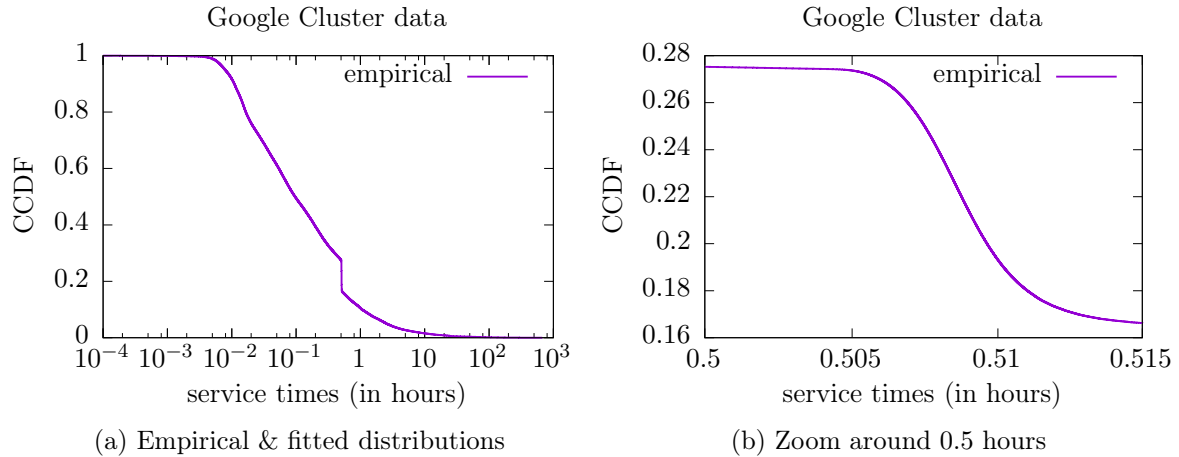 Google Cluster data
empirical
1
0.8
0.6
0.4
0.2
0
CCDF
10⁻⁴ 10⁻³ 10⁻² 10⁻¹ 1 10 10² 10³
service times (in hours)
(a) Empirical & fitted distributions
Google Cluster data
empirical
0.28
0.26
0.24
0.22
0.2
0.18
0.16
CCDF
0.5 0.505 0.51 0.515
service times (in hours)
(b) Zoom around 0.5 hours